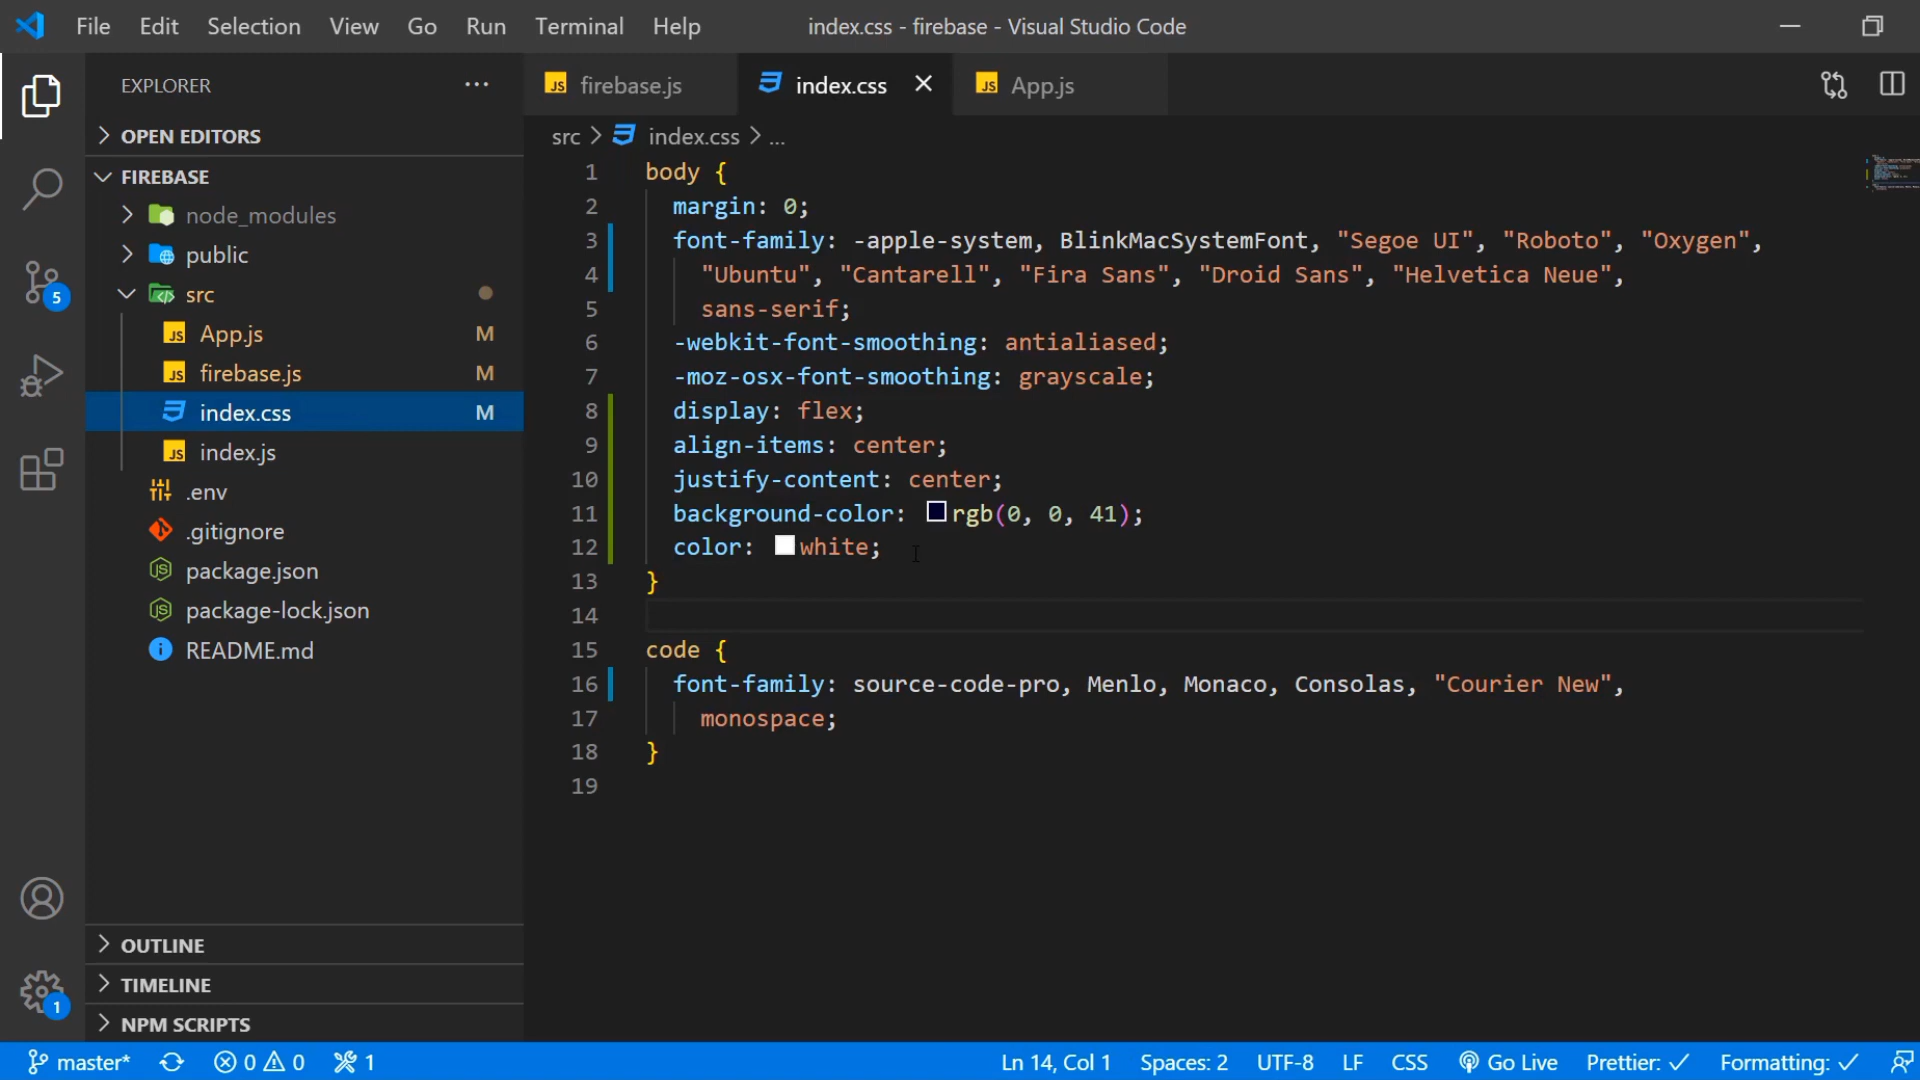 File Edit Selection View Go Run Terminal Help index.css - firebase - Visual Studio Code
EXPLORER ...
OPEN EDITORS
FIREBASE
node_modules
public
src
JS App.js M
JS firebase.js M
index.css M
JS index.js
.env
.gitignore
package.json
package-lock.json
README.md
OUTLINE
TIMELINE
NPM SCRIPTS
5
1
JS firebase.js index.css JS App.js
src > index.css > ...
1 body {
2 margin: 0;
3 font-family: -apple-system, BlinkMacSystemFont, "Segoe UI", "Roboto", "Oxygen",
4 "Ubuntu", "Cantarell", "Fira Sans", "Droid Sans", "Helvetica Neue",
5 sans-serif;
6 -webkit-font-smoothing: antialiased;
7 -moz-osx-font-smoothing: grayscale;
8 display: flex;
9 align-items: center;
10 justify-content: center;
11 background-color: rgb(0, 0, 41);
12 color: white;
13 }
14
15 code {
16 font-family: source-code-pro, Menlo, Monaco, Consolas, "Courier New",
17 monospace;
18 }
19
master* 0 0 1 Ln 14, Col 1 Spaces: 2 UTF-8 LF CSS Go Live Prettier: ✓ Formatting: ✓